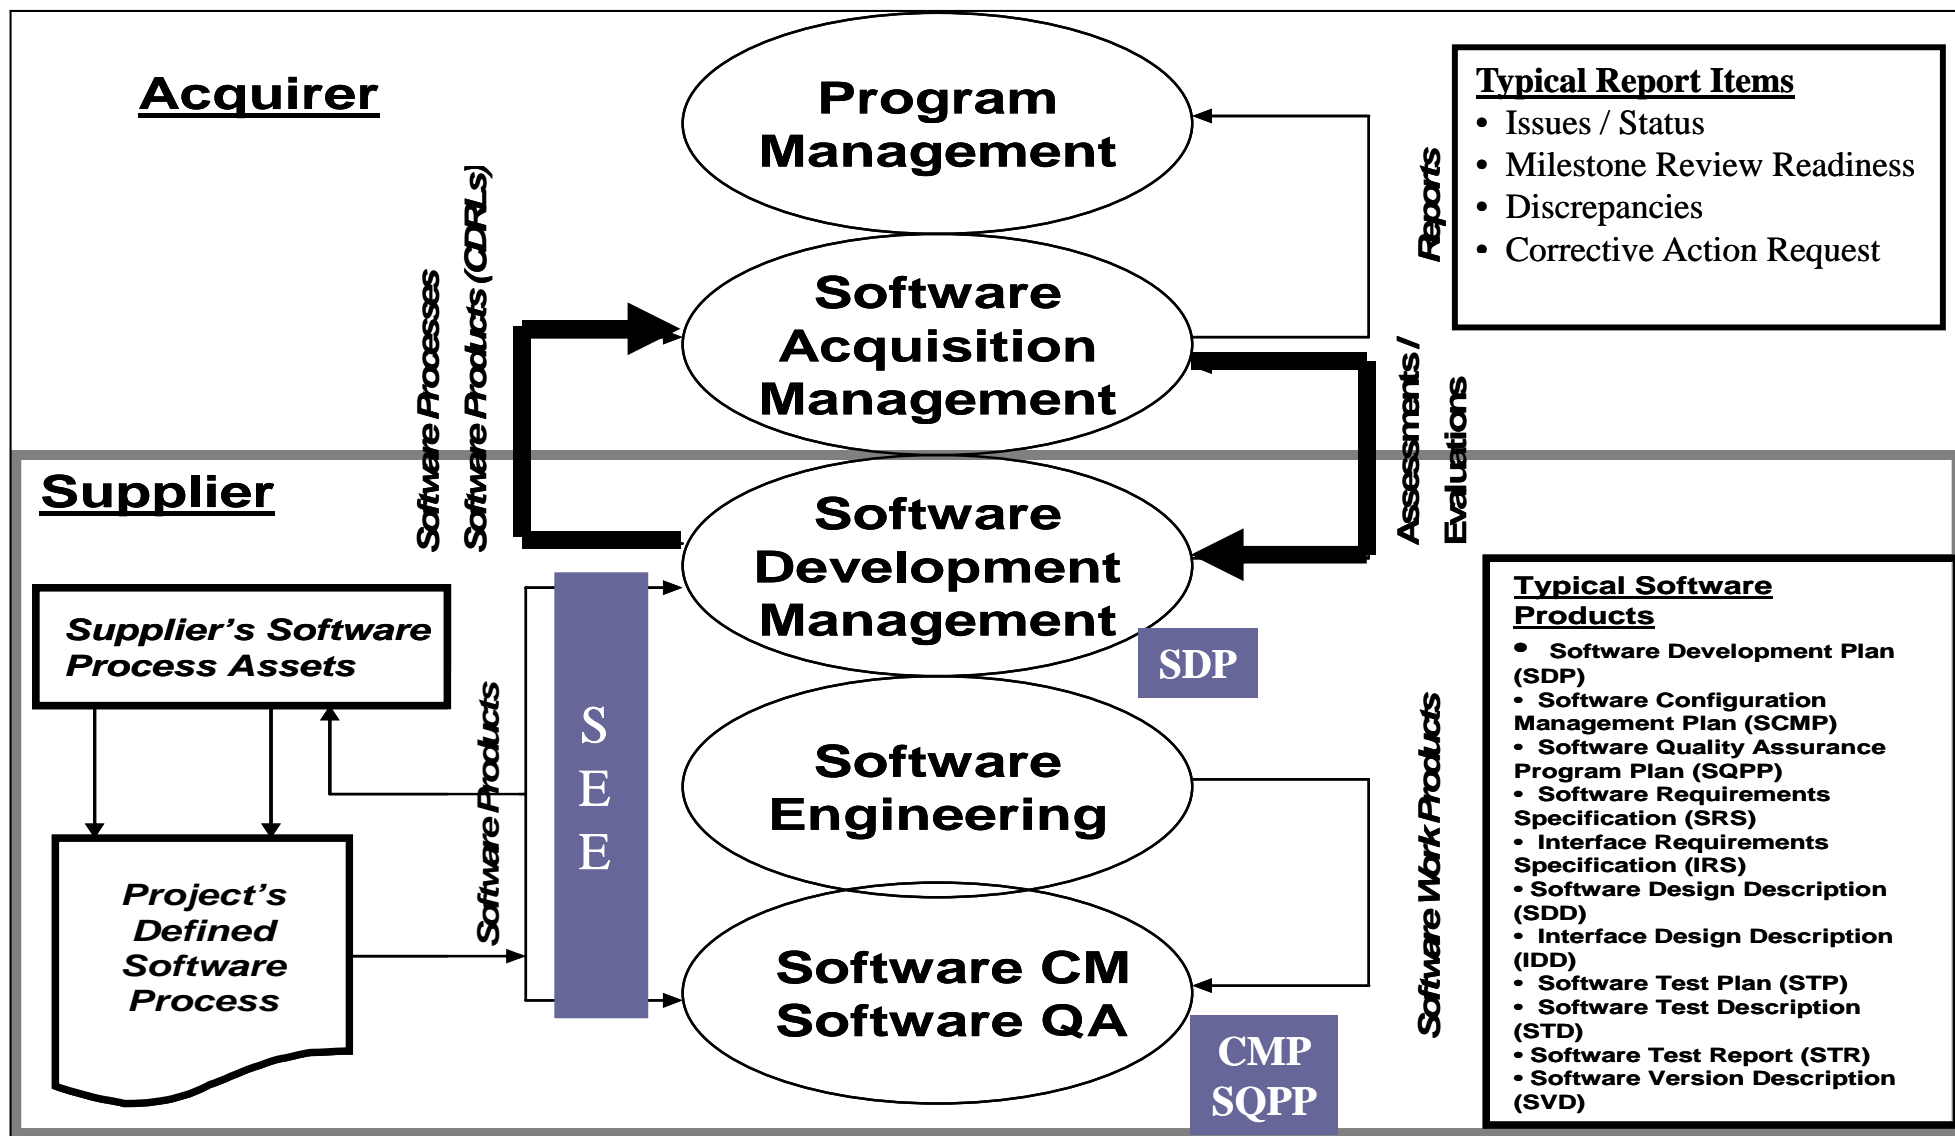 Acquirer
Program
Management
Typical Report Items
• Issues / Status
• Milestone Review Readiness
• Discrepancies
• Corrective Action Request
Reports
Software Processes
Software Products (CDRLs)
Software
Acquisition
Management
Assessments /
Evaluations
Supplier
Software
Development
Management
SDP
Supplier's Software
Process Assets
Software Products
S
E
E
Software
Engineering
Project's
Defined
Software
Process
Software CM
Software QA
CMP
SQPP
Software Work Products
Typical Software
Products
• Software Development Plan
(SDP)
• Software Configuration
Management Plan (SCMP)
• Software Quality Assurance
Program Plan (SQPP)
• Software Requirements
Specification (SRS)
• Interface Requirements
Specification (IRS)
• Software Design Description
(SDD)
• Interface Design Description
(IDD)
• Software Test Plan (STP)
• Software Test Description
(STD)
• Software Test Report (STR)
• Software Version Description
(SVD)